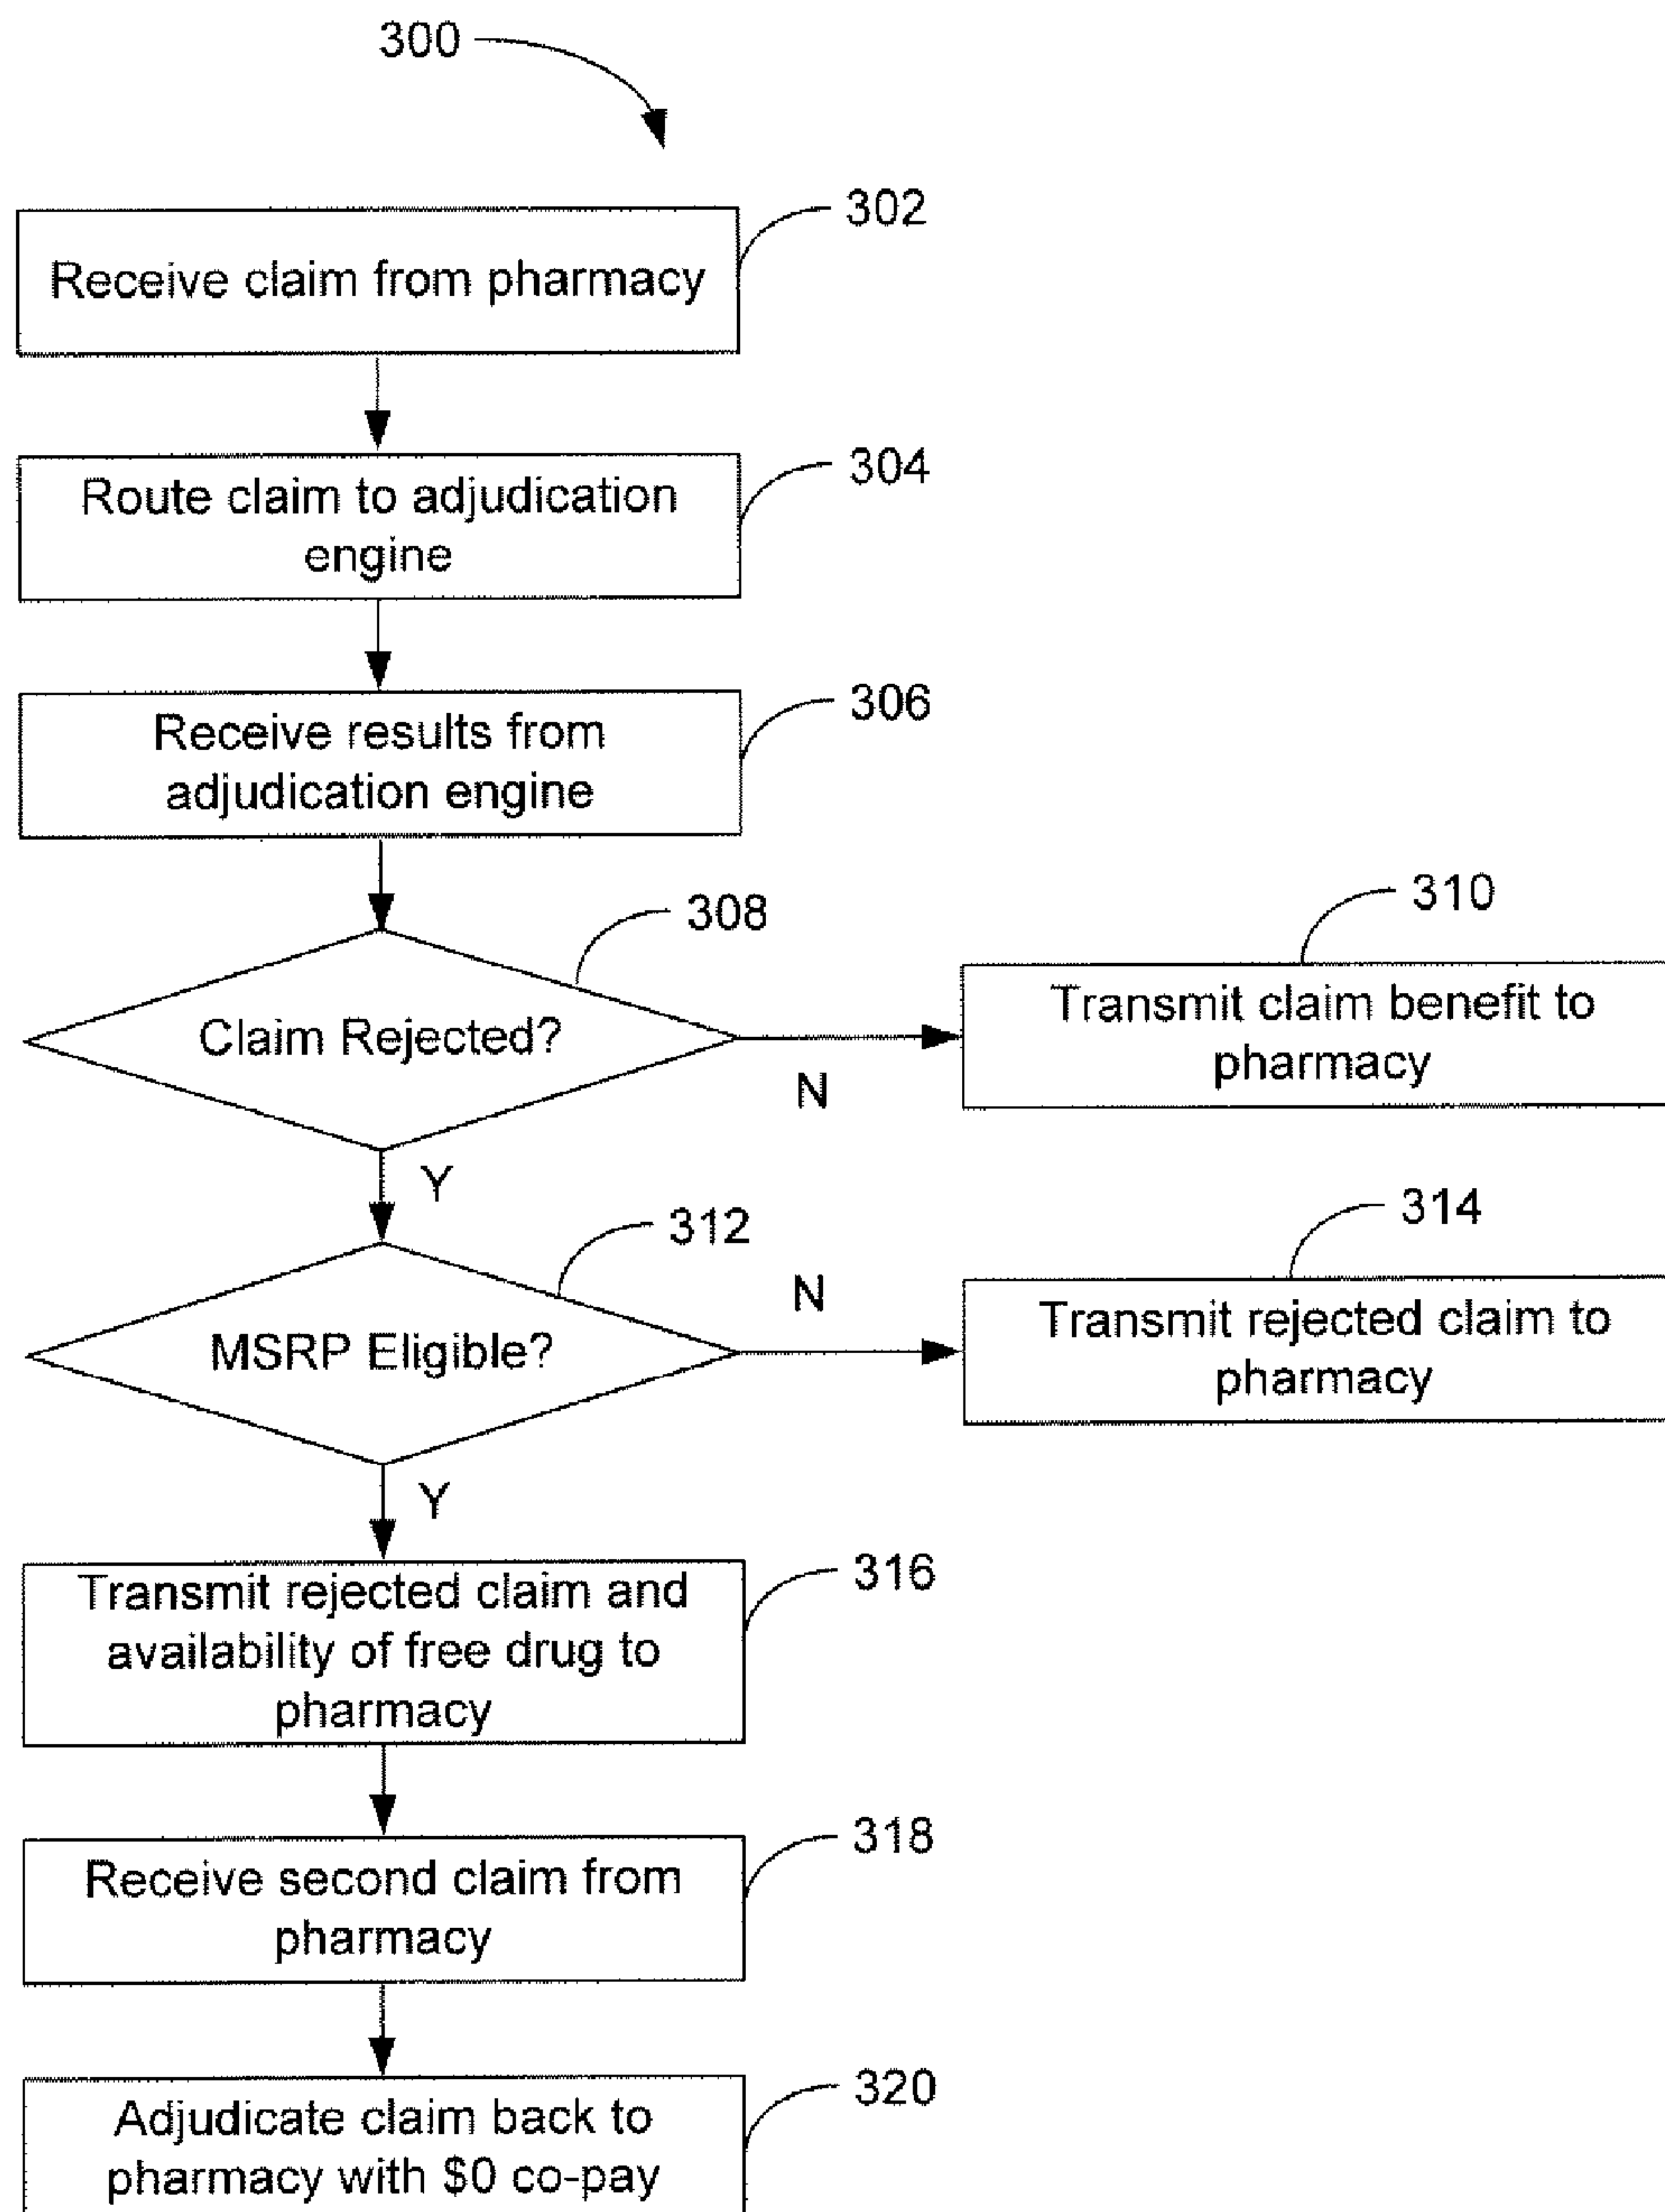 300
302
Receive claim from pharmacy
304
Route claim to adjudication
engine
306
Receive results from
adjudication engine
308
Claim Rejected?
N
310
Transmit claim benefit to
pharmacy
Y
312
MSRP Eligible?
N
314
Transmit rejected claim to
pharmacy
Y
316
Transmit rejected claim and
availability of free drug to
pharmacy
318
Receive second claim from
pharmacy
320
Adjudicate claim back to
pharmacy with $0 co-pay